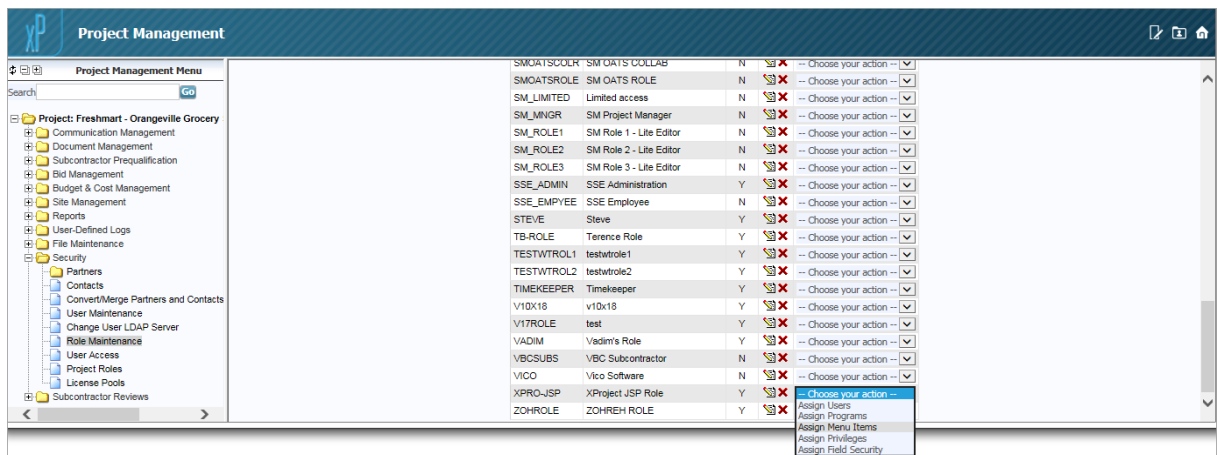 xP Project Management
Project Management Menu
Search Go
Project: Freshmart - Orangeville Grocery
Communication Management
Document Management
Subcontractor Prequalification
Bid Management
Budget & Cost Management
Site Management
Reports
User-Defined Logs
File Maintenance
Security
Partners
Contacts
Convert/Merge Partners and Contacts
User Maintenance
Change User LDAP Server
Role Maintenance
User Access
Project Roles
License Pools
Subcontractor Reviews
SMOATSCOLR SM OATS COLLAB N -- Choose your action --
SMOATSROLE SM OATS ROLE N -- Choose your action --
SM_LIMITED Limited access N -- Choose your action --
SM_MNGR SM Project Manager N -- Choose your action --
SM_ROLE1 SM Role 1 - Lite Editor N -- Choose your action --
SM_ROLE2 SM Role 2 - Lite Editor N -- Choose your action --
SM_ROLE3 SM Role 3 - Lite Editor N -- Choose your action --
SSE_ADMIN SSE Administration Y -- Choose your action --
SSE_EMPYEE SSE Employee N -- Choose your action --
STEVE Steve Y -- Choose your action --
TB-ROLE Terence Role Y -- Choose your action --
TESTWTROL1 testwtrole1 Y -- Choose your action --
TESTWTROL2 testwtrole2 Y -- Choose your action --
TIMEKEEPER Timekeeper Y -- Choose your action --
V10X18 v10x18 Y -- Choose your action --
V17ROLE test Y -- Choose your action --
VADIM Vadim's Role Y -- Choose your action --
VBCSUBS VBC Subcontractor N -- Choose your action --
VICO Vico Software N -- Choose your action --
XPRO-JSP XProject JSP Role Y -- Choose your action --
ZOHROLE ZOHREH ROLE Y
Assign Users
Assign Programs
Assign Menu Items
Assign Privileges
Assign Field Security